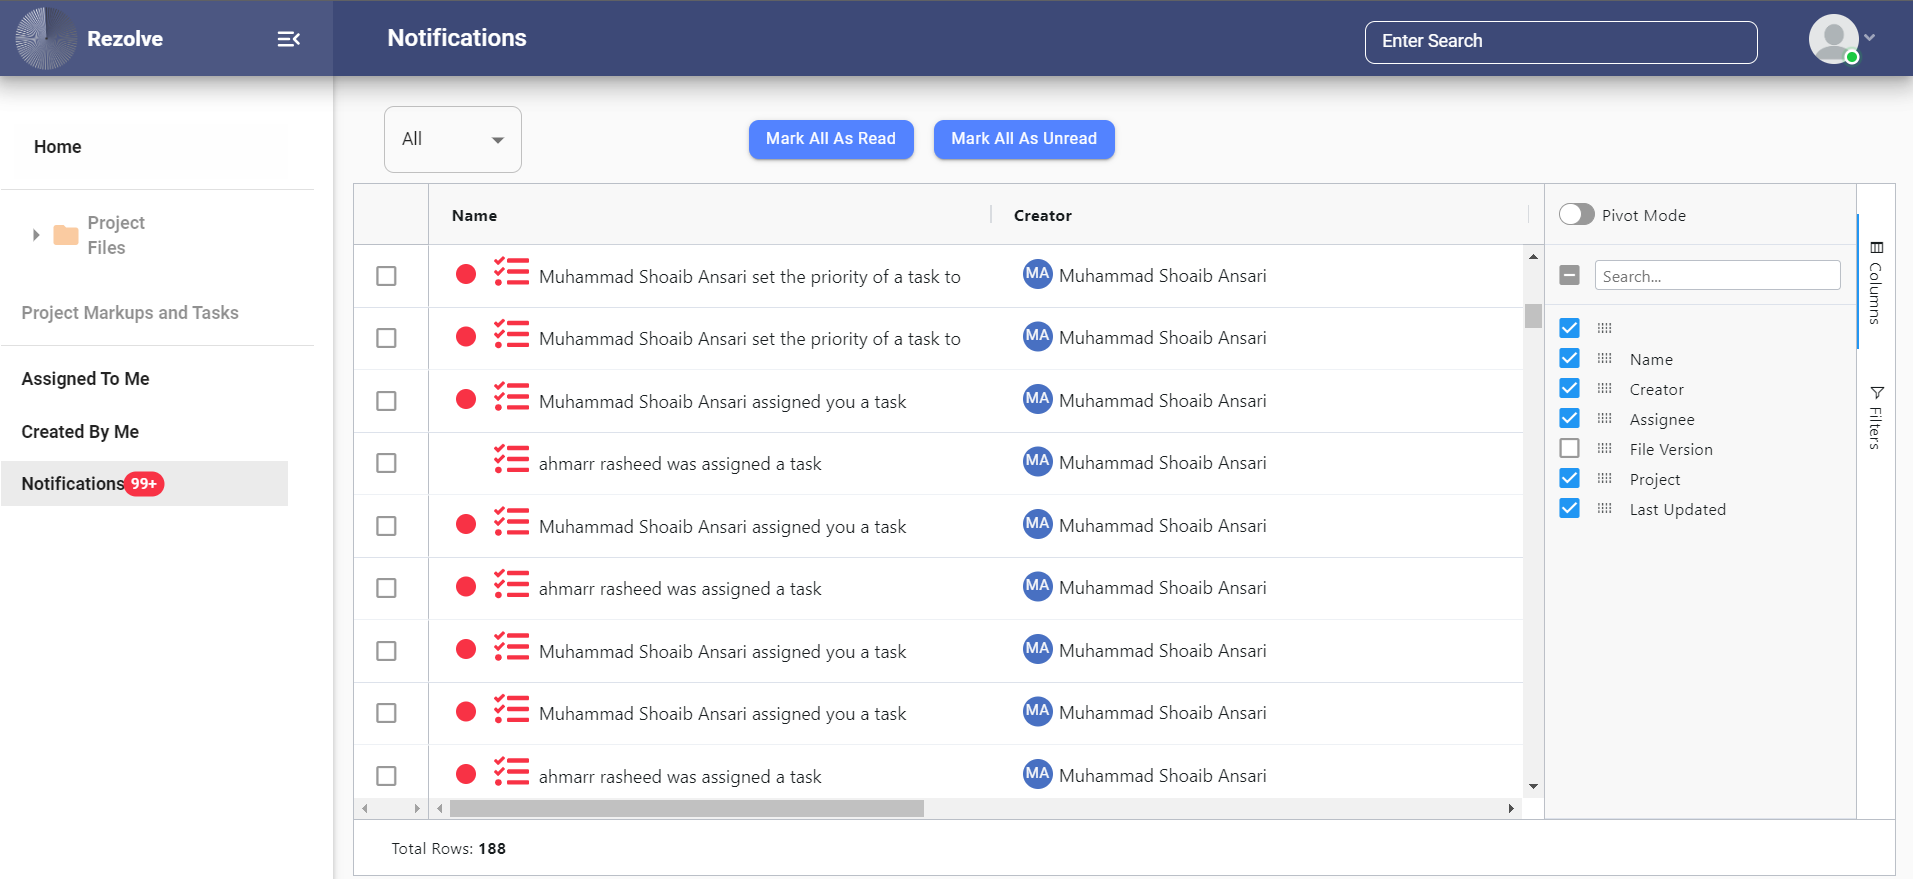 Rezolve
Notifications
Enter Search
Home
Project
Files
Project Markups and Tasks
Assigned To Me
Created By Me
Notifications 99+
All
Mark All As Read
Mark All As Unread
Name Creator
Muhammad Shoaib Ansari set the priority of a task to MA Muhammad Shoaib Ansari
Muhammad Shoaib Ansari set the priority of a task to MA Muhammad Shoaib Ansari
Muhammad Shoaib Ansari assigned you a task MA Muhammad Shoaib Ansari
ahmarr rasheed was assigned a task MA Muhammad Shoaib Ansari
Muhammad Shoaib Ansari assigned you a task MA Muhammad Shoaib Ansari
ahmarr rasheed was assigned a task MA Muhammad Shoaib Ansari
Muhammad Shoaib Ansari assigned you a task MA Muhammad Shoaib Ansari
Muhammad Shoaib Ansari assigned you a task MA Muhammad Shoaib Ansari
ahmarr rasheed was assigned a task MA Muhammad Shoaib Ansari
Total Rows: 188
Pivot Mode
Search...
Name
Creator
Assignee
File Version
Project
Last Updated
Columns
Filters